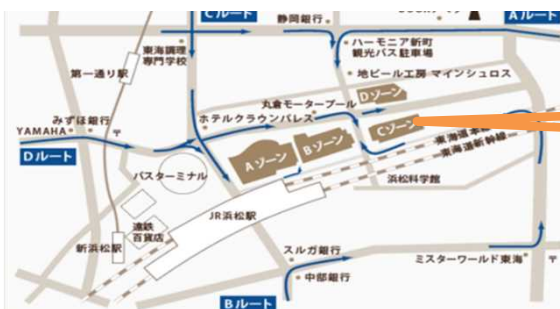 Cルート
静岡銀行
Aルート
東海調理
専門学校
ハーモニア新町
観光バス駐車場
第一通り駅
地ビール工房 マインシュロス
Dゾーン
丸倉モータープール
みずほ銀行
〒
YAMAHA
ホテルクラウンパレス
Cゾーン
Dルート
Aゾーン
Bゾーン
東海道本線
東海道新幹線
バスターミナル
浜松科学館
JR浜松駅
遠鉄
百貨店
新浜松駅
スルガ銀行
ミスターワールド東海
〒
中部銀行
Bルート